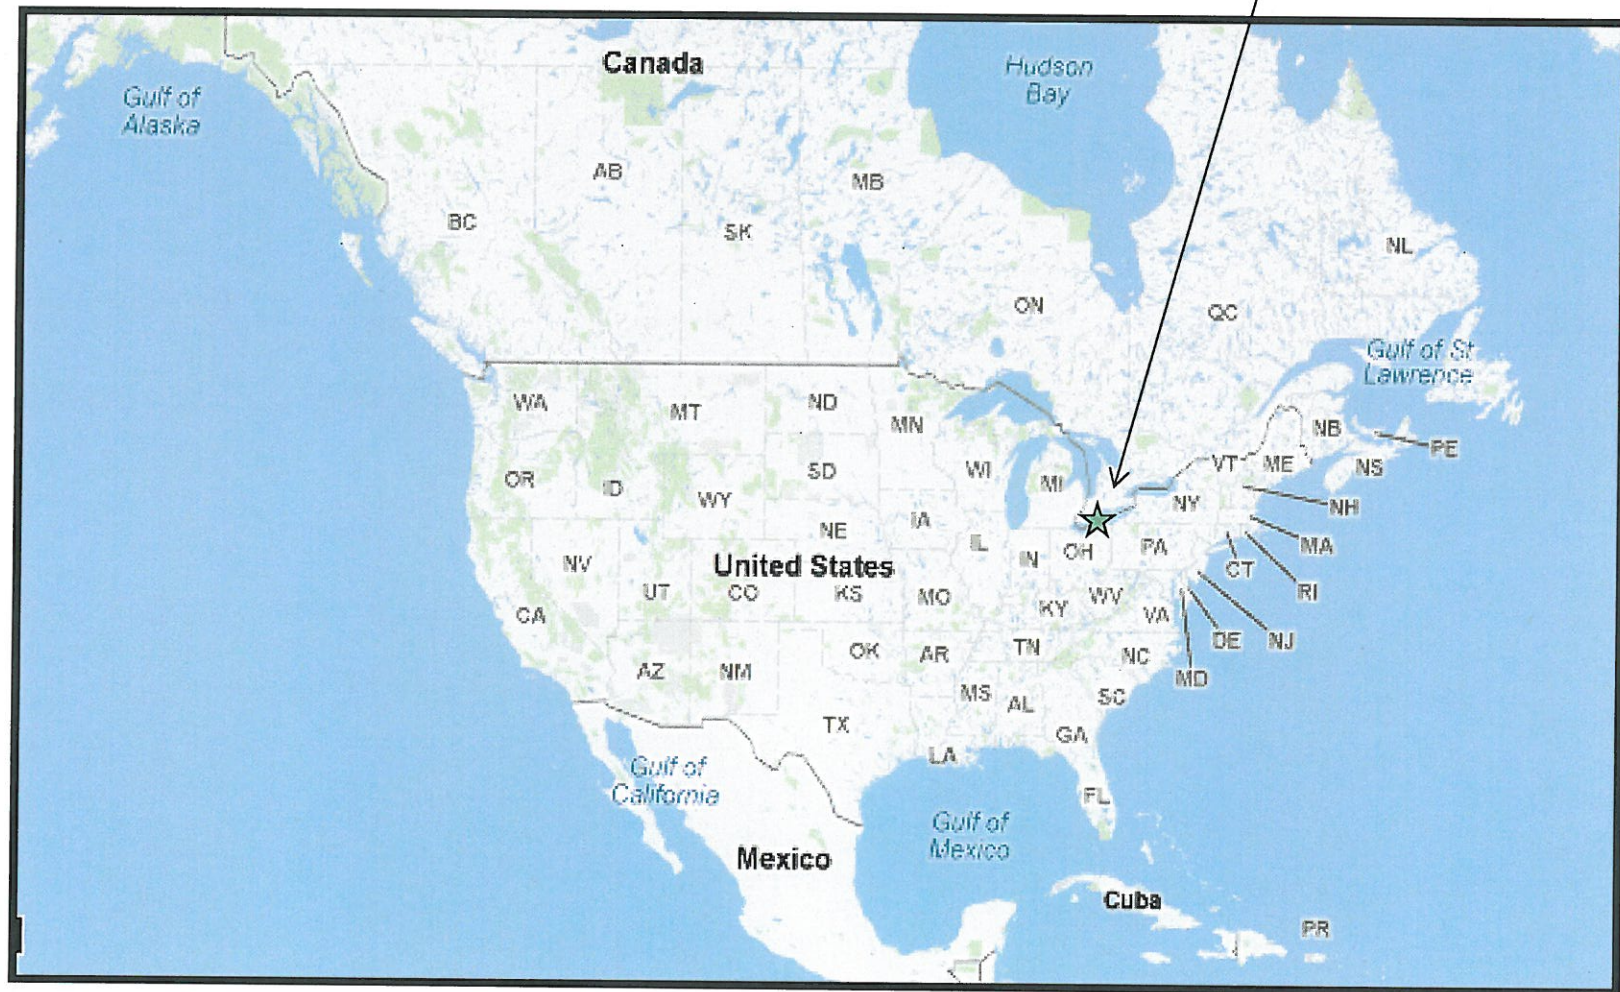 Canada
Hudson
Bay
Gulf of
Alaska
AB
MB
BC
SK
NL
ON
QC
Gulf of St
Lawrence
WA
MT
ND
MN
NB
PE
OR
ID
WY
SD
WI
MI
VT
ME
NS
NY
NH
NE
IA
IL
IN
OH
PA
MA
CT
RI
NV
United States
UT
CO
KS
MO
KY
WV
VA
CA
DE
NJ
MD
AZ
NM
OK
AR
TN
NC
MS
AL
SC
TX
GA
LA
Gulf of
California
FL
Gulf of
Mexico
Mexico
Cuba
PR